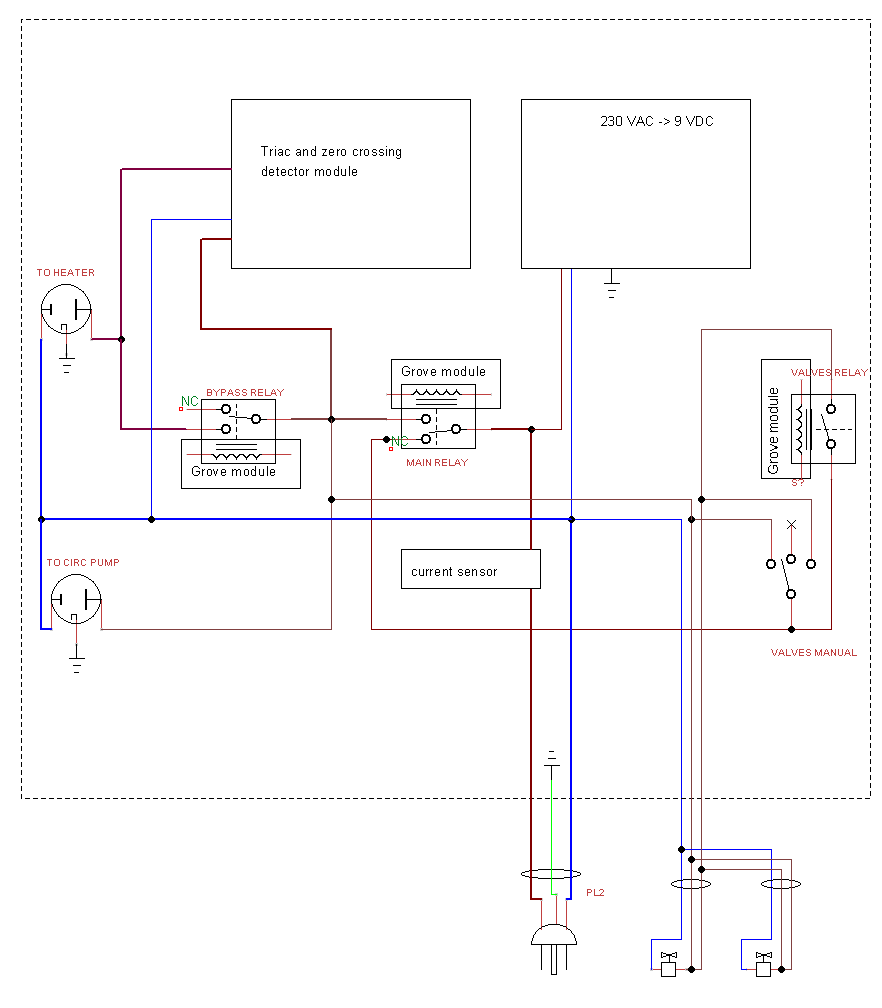 230 VAC -> 9 VDC
Triac and zero crossing
detector module
TO HEATER
Grove module
VALVES RELAY
BYPASS RELAY
NC
Grove module
NC
MAIN RELAY
Grove module
S?
TO CIRC PUMP
current sensor
VALVES MANUAL
PL2